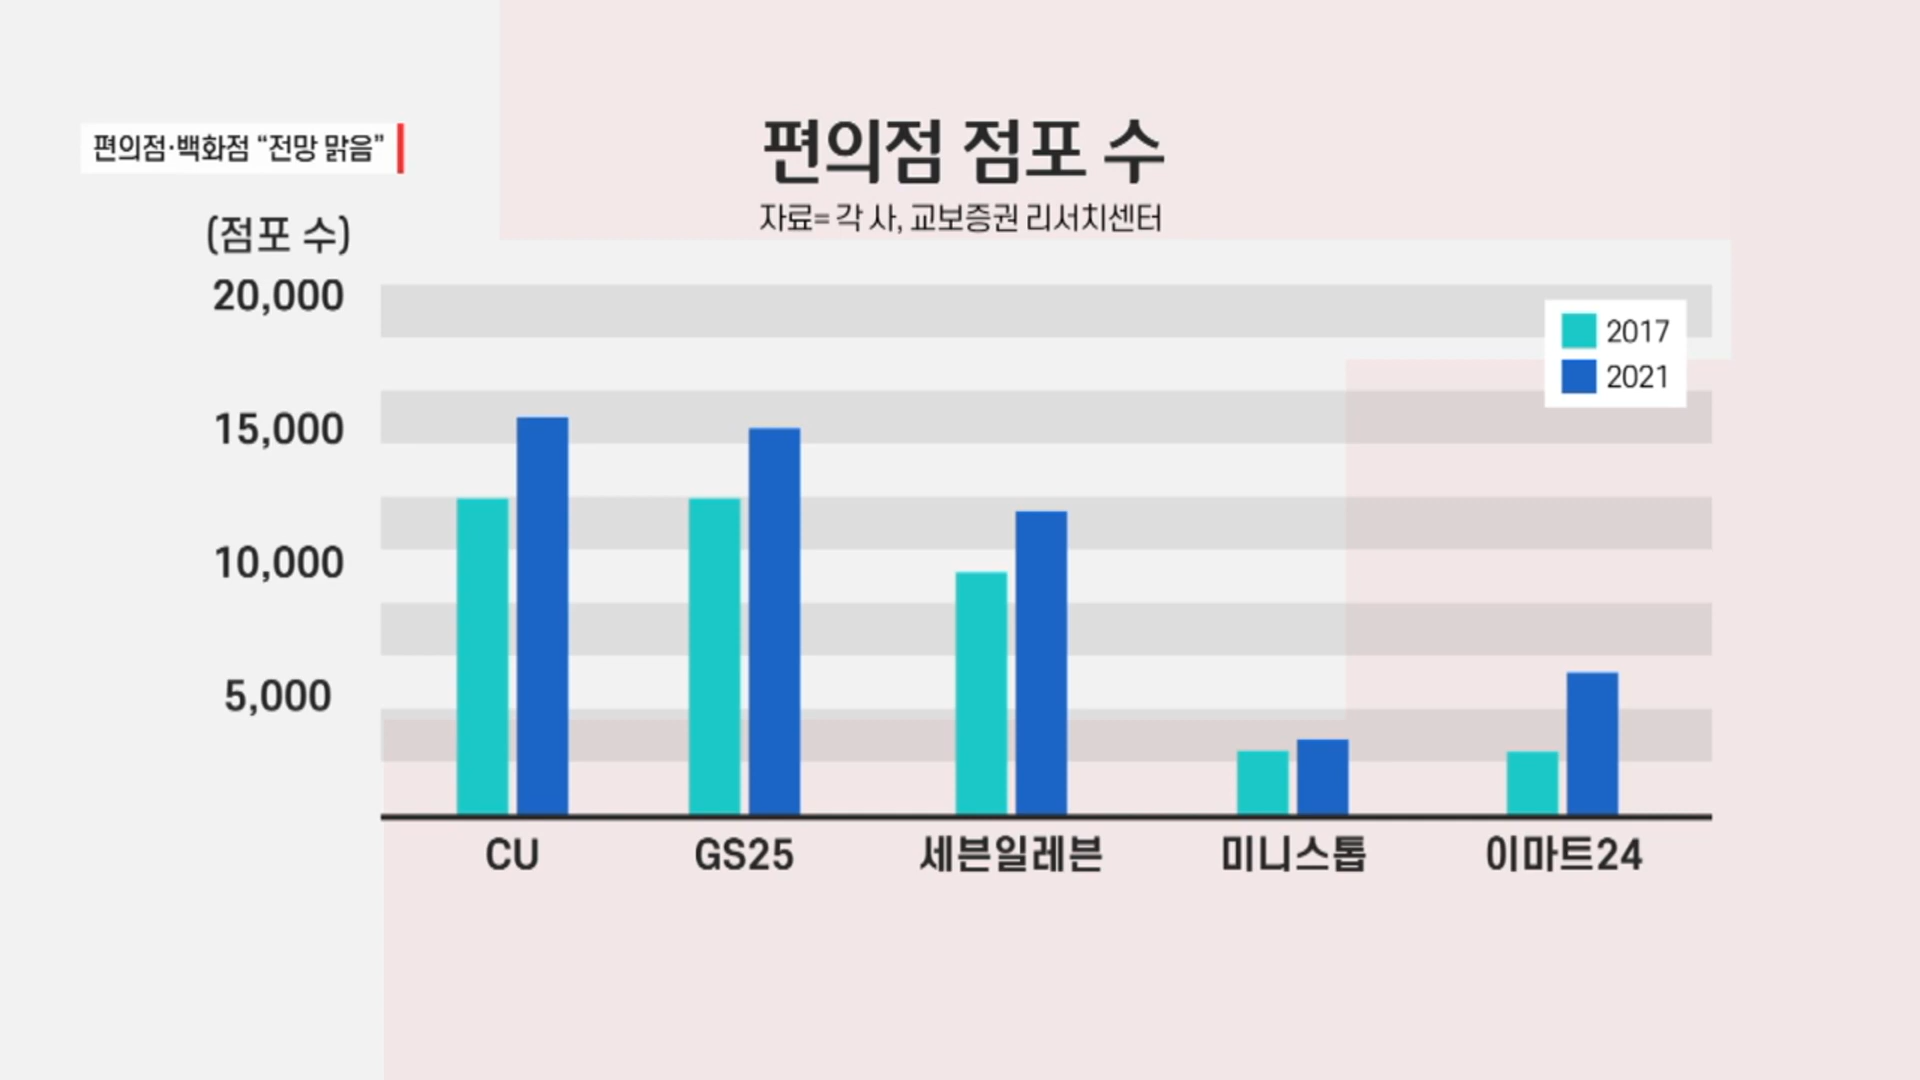 편의점·백화점 “전망 맑음”
편의점 점포 수
자료= 각 사, 교보증권 리서치센터
(점포 수)
20,000
15,000
10,000
5,000
2017
2021
CU
GS25
세븐일레븐
미니스톱
이마트24